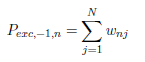 $P_{exc,-1,n} = \sum_{j=1}^{N} w_{nj}$